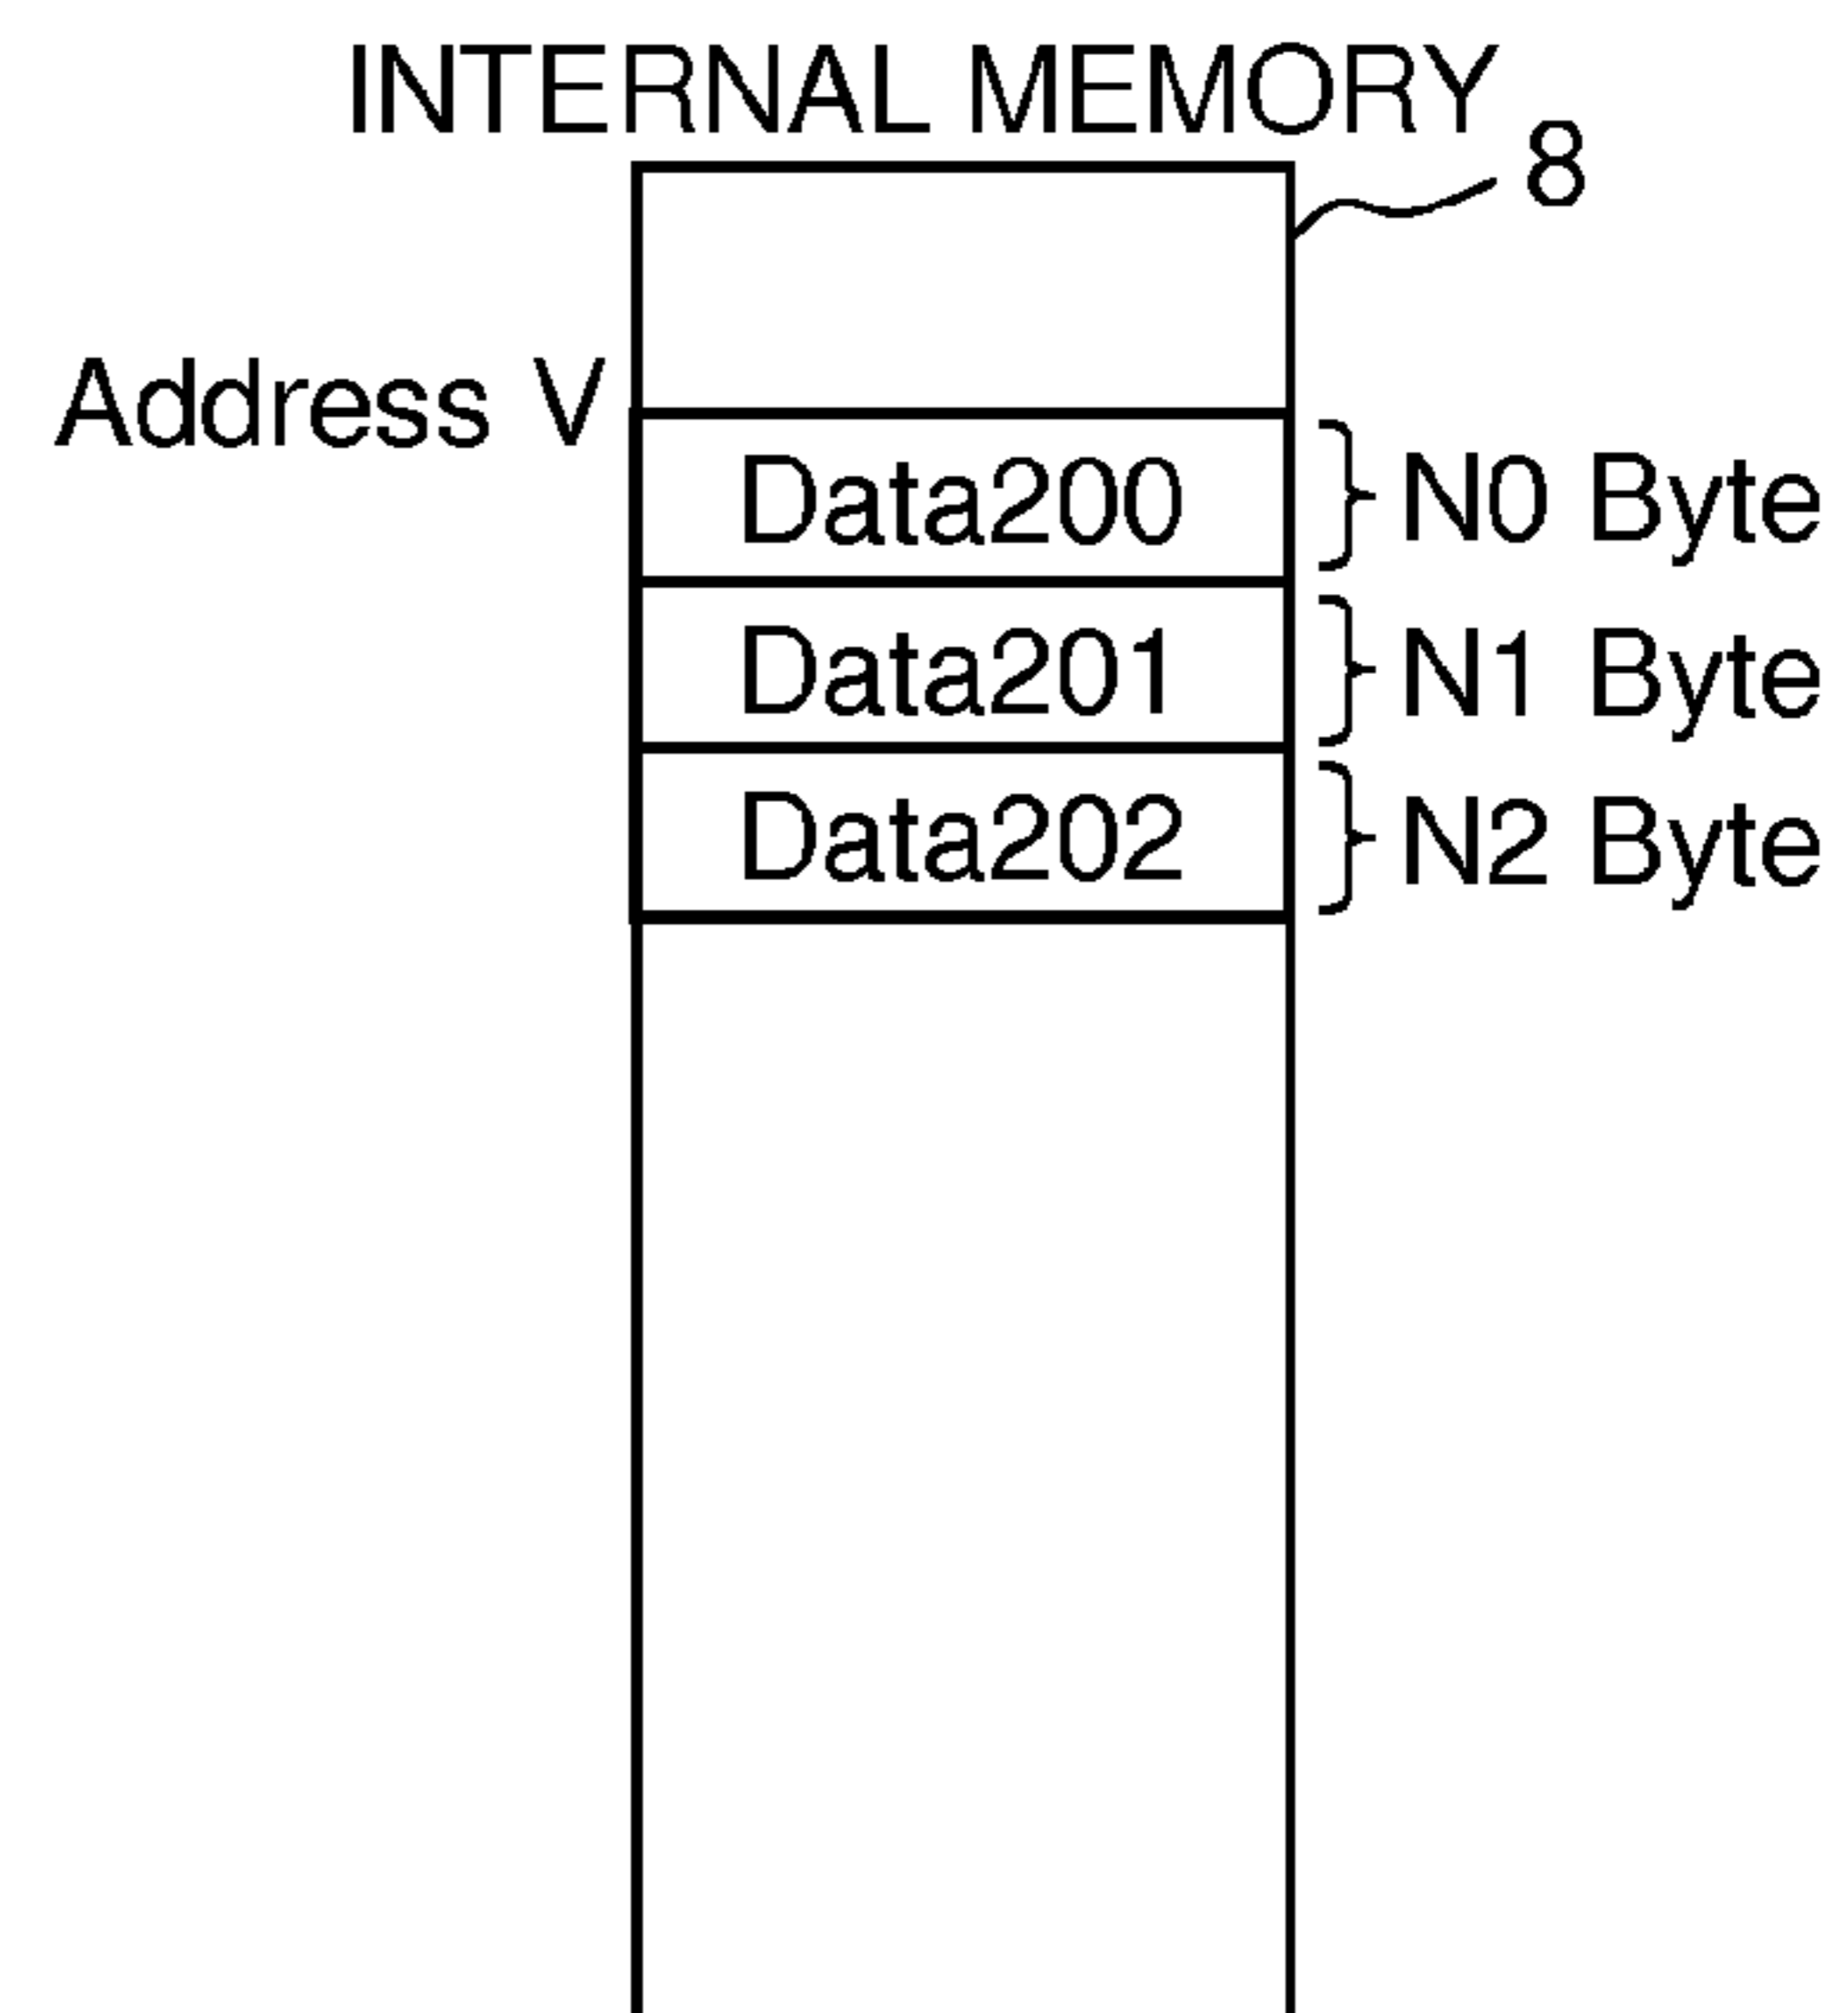 INTERNAL MEMORY
8
Address V
Data200 N0 Byte
Data201 N1 Byte
Data202 N2 Byte